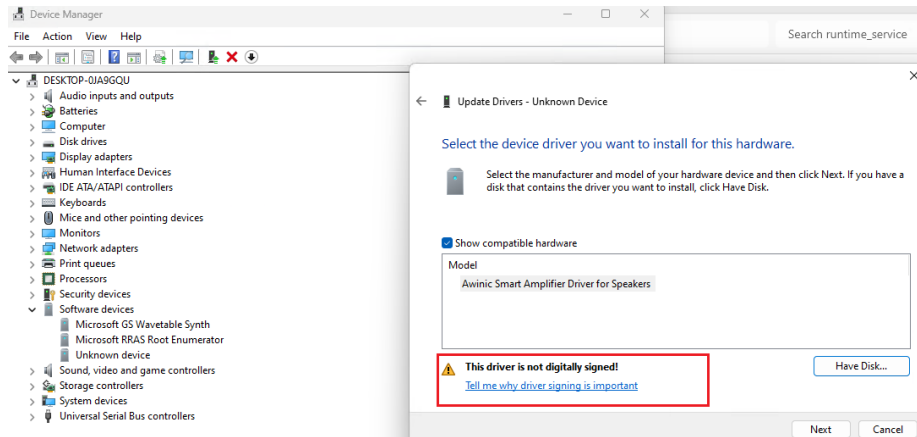 Device Manager
File Action View Help
DESKTOP-0JA9GQU
Audio inputs and outputs
Batteries
Computer
Disk drives
Display adapters
Human Interface Devices
IDE ATA/ATAPI controllers
Keyboards
Mice and other pointing devices
Monitors
Network adapters
Print queues
Processors
Security devices
Software devices
Microsoft GS Wavetable Synth
Microsoft RRAS Root Enumerator
Unknown device
Sound, video and game controllers
Storage controllers
System devices
Universal Serial Bus controllers
Search runtime_service
Update Drivers - Unknown Device
Select the device driver you want to install for this hardware.
Select the manufacturer and model of your hardware device and then click Next. If you have a
disk that contains the driver you want to install, click Have Disk.
Show compatible hardware
Model
Awinic Smart Amplifier Driver for Speakers
This driver is not digitally signed!
Tell me why driver signing is important
Have Disk...
Next Cancel